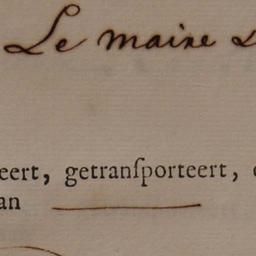 Le maire
eert, getranſporteert,
an